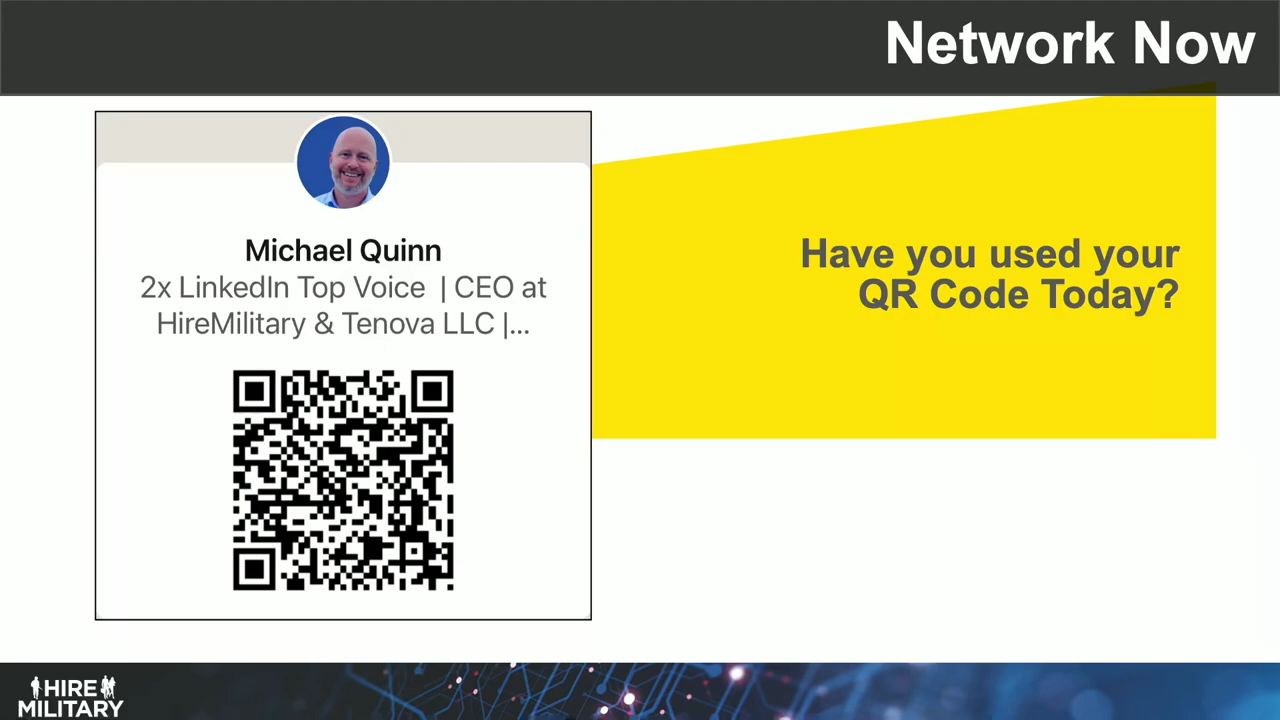 Network Now
Michael Quinn
2x LinkedIn Top Voice | CEO at
HireMilitary & Tenova LLC |...
Have you used your
QR Code Today?
HIRE
MILITARY